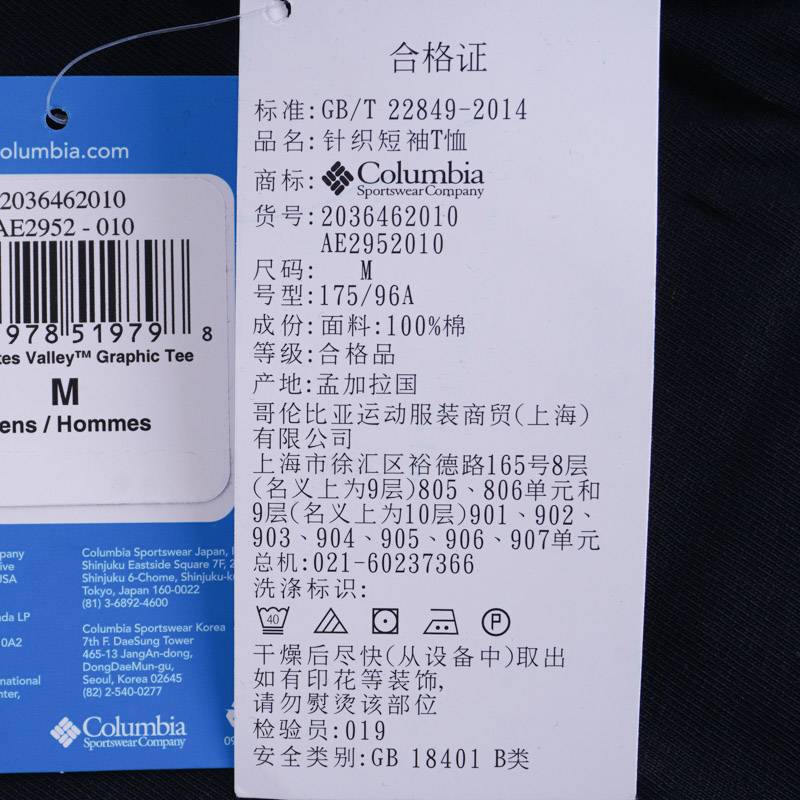 合格证
标准:GB/T 22849-2014
品名:针织短袖T恤
商标: Columbia
Sportswear Company
货号:2036462010
AE2952010
尺码: M
号型:175/96A
成份:面料:100%棉
等级:合格品
产地:孟加拉国
哥伦比亚运动服装商贸(上海)
有限公司
上海市徐汇区裕德路165号8层
(名义上为9层)805、806单元和
9层(名义上为10层)901、902、
903、904、905、906、907单元
总机:021-60237366
洗涤标识:
40
P
干燥后尽快(从设备中)取出
如有印花等装饰,
请勿熨烫该部位
检验员:019
安全类别:GB 18401 B类
olumbia.com
2036462010
AE2952 - 010
978 51979 8
Valley™ Graphic Tee
M
ens / Hommes
Columbia Sportswear Japan,
Shinjuku Eastside Square 7F,
Shinjuku 6-Chome, Shinjuku-k
Tokyo, Japan 160-0022
(81) 3-6892-4600
Columbia Sportswear Korea
7th F. DaeSung Tower
465-13 JangAn-dong,
DongDaeMun-gu,
Seoul, Korea 02645
(82) 2-540-0277
USA
LP
0A2
Columbia
Sportswear Company